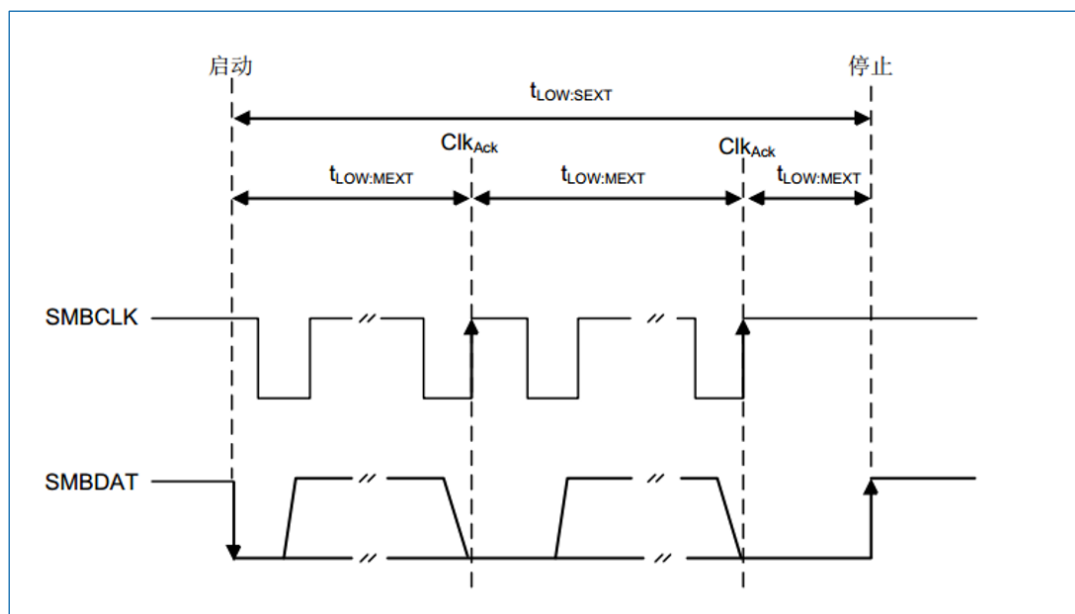 启动
停止
tLOW:SEXT
ClkAck
ClkAck
tLOW:MEXT
tLOW:MEXT
tLOW:MEXT
SMBCLK
SMBDAT